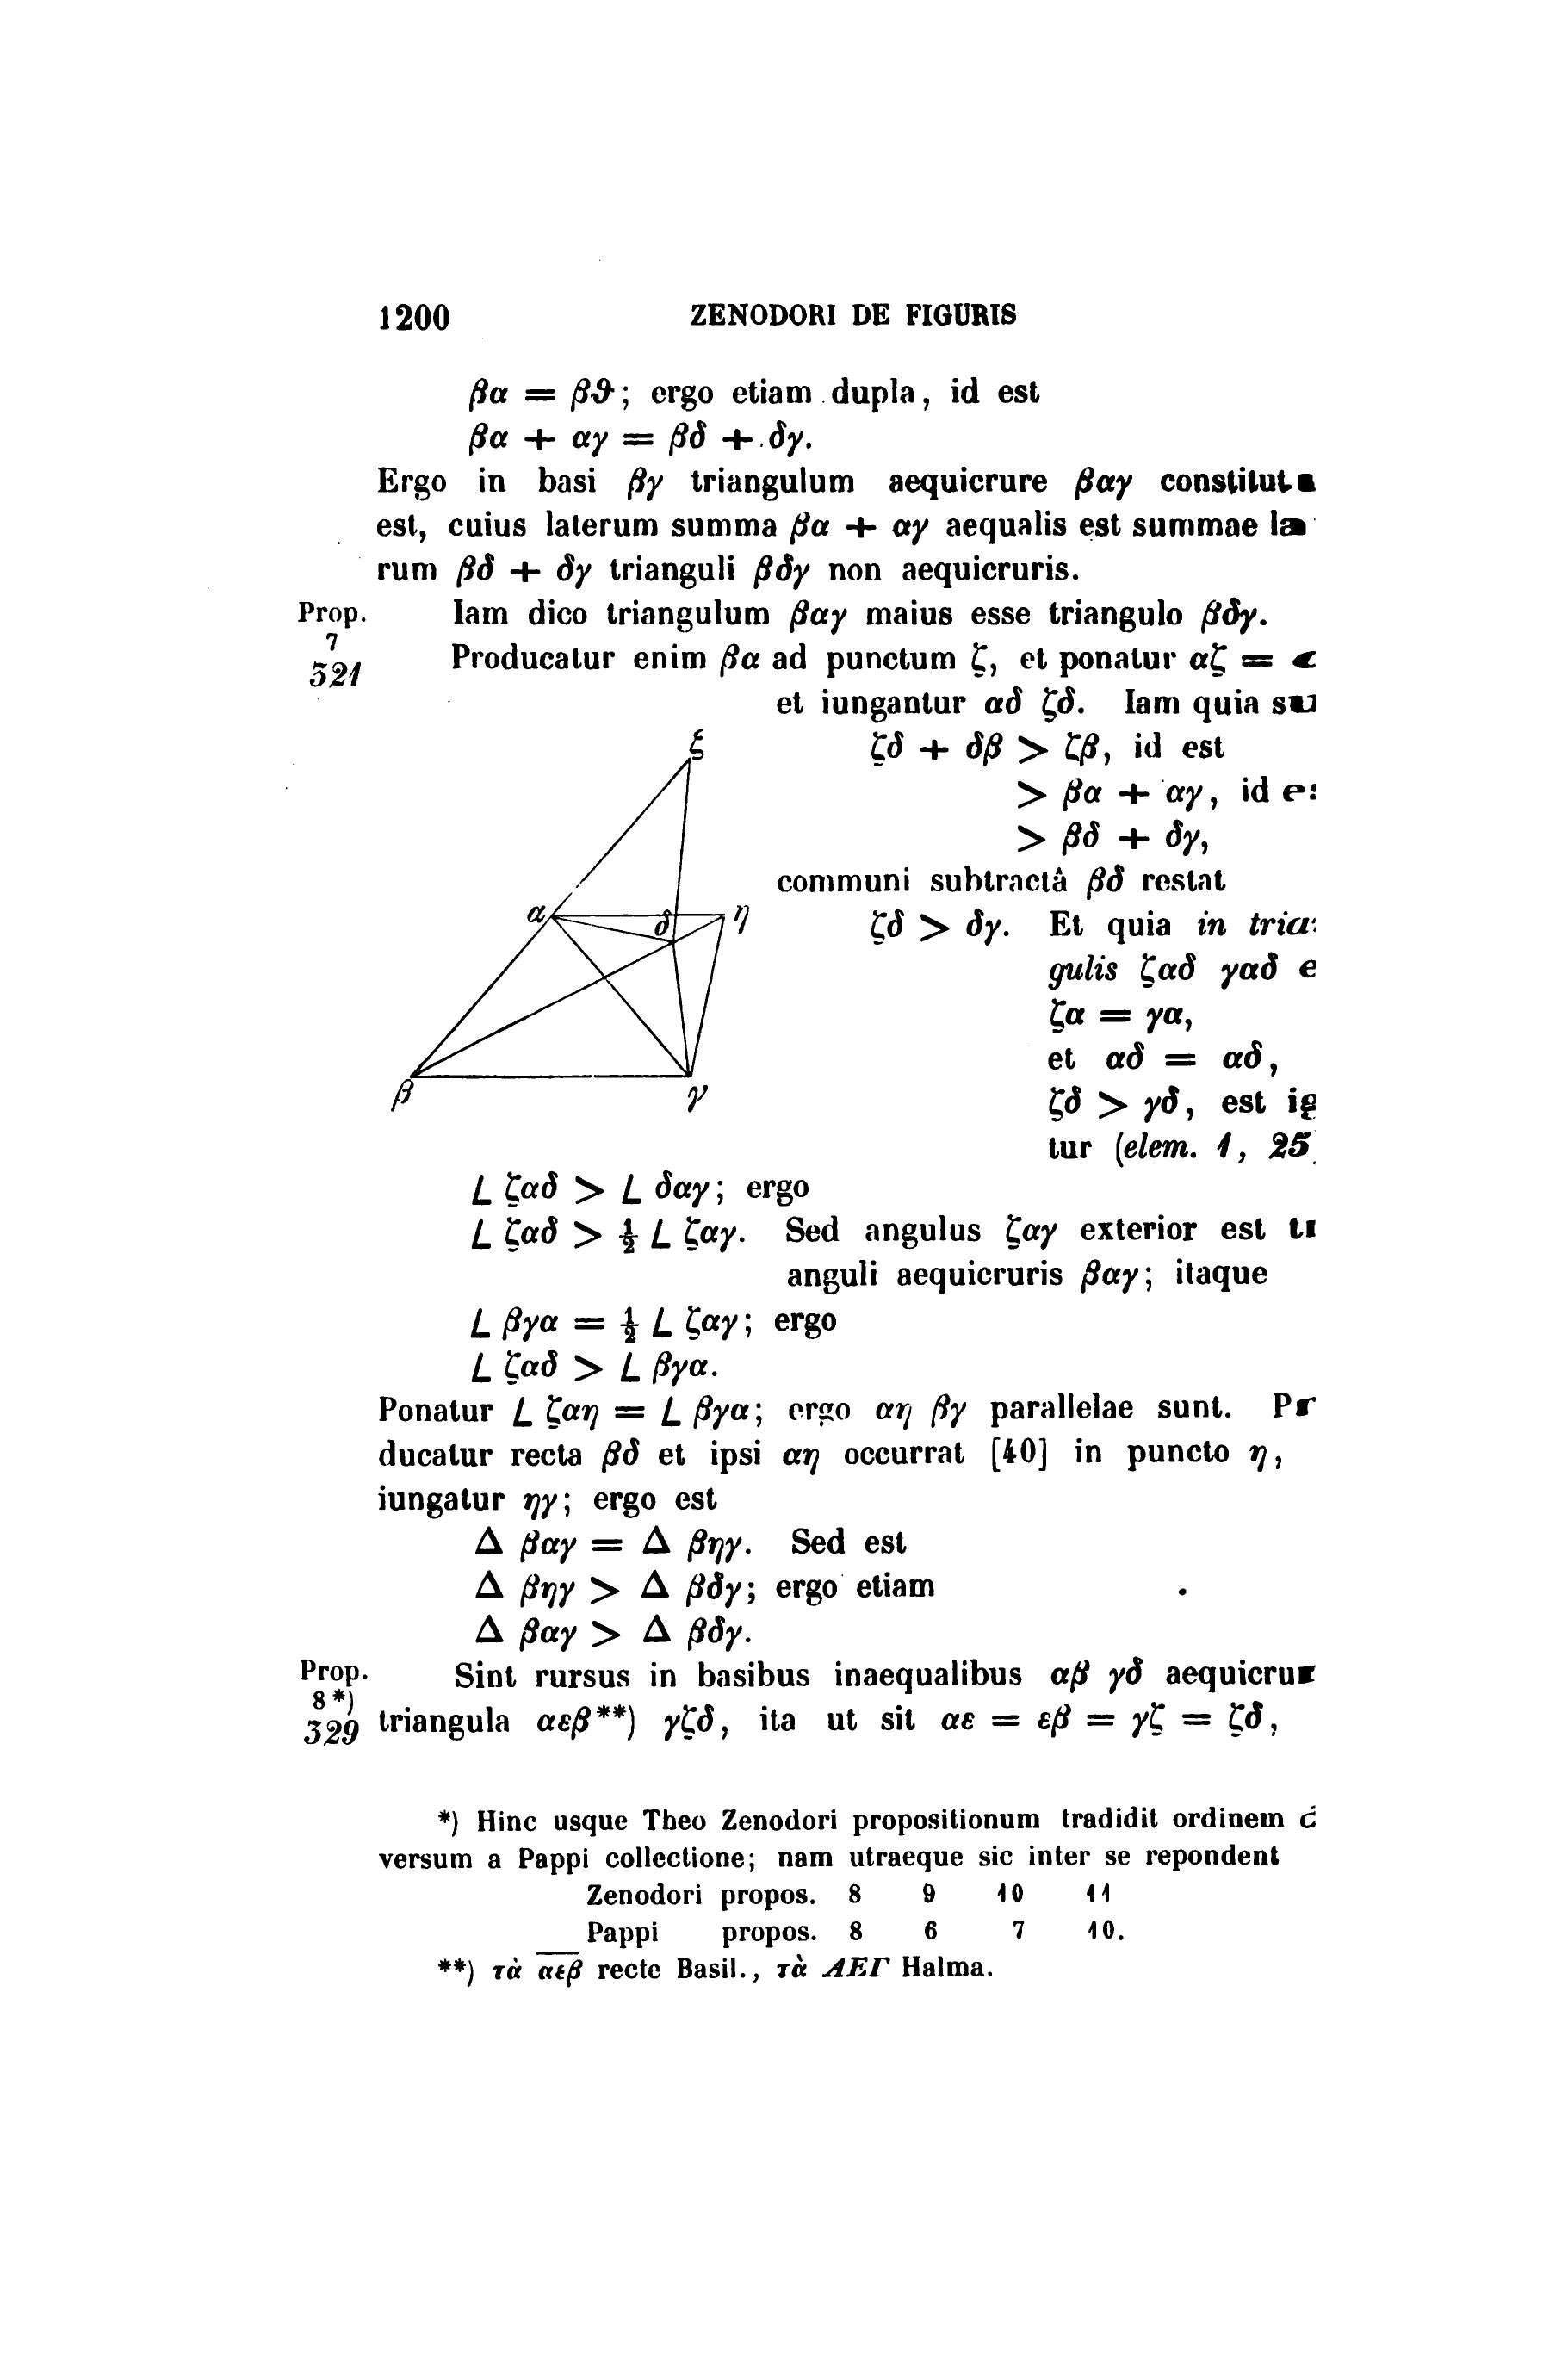 1200 ZENODORI DE FIGURIS
βα = βϑ; ergo etiam dupla, id est
βα + αγ = βδ + δγ.
Ergo in basi βγ triangulum aequicrure βαγ
est, cuius laterum summa βα + αγ aequalis est summae
rum βδ + δγ trianguli βδγ non aequicruris.
Prop. Iam dico triangulum βαγ maius esse triangulo βδγ.
7
321 Producatur enim βα ad punctum ζ, et ponatur αζ =
et iungantur αδ ζδ. Iam quia
ζδ + δβ > ζβ, id est
> βα + αγ, id
> βδ + δγ,
communi subtractâ βδ restat
ζδ > δγ. Et quia in
gulis ζαδ γαδ e
ζα = γα,
et αδ = αδ,
ζδ > γδ, est
tur (elem. 1, 25
ξ
α
δ
η
β
γ
L ζαδ > L δαγ; ergo
L ζαδ > ½ L ζαγ. Sed angulus ζαγ exterior est
anguli aequicruris βαγ; itaque
L βγα = ½ L ζαγ; ergo
L ζαδ > L βγα.
Ponatur L ζαη = L βγα; ergo αη βγ parallelae sunt.
ducatur recta βδ et ipsi αη occurrat [40] in puncto η,
iungatur ηγ; ergo est
Δ βαγ = Δ βηγ. Sed est
Δ βηγ > Δ βδγ; ergo etiam
Δ βαγ > Δ βδγ.
Prop. Sint rursus in basibus inaequalibus αβ γδ
8*)
329 triangula αεβ**) γζδ, ita ut sit αε = εβ = γζ = ζδ,
*) Hinc usque Theo Zenodori propositionum tradidit ordinem
versum a Pappi collectione; nam utraeque sic inter se repondent
Zenodori propos. 8 9 10 11
Pappi propos. 8 6 7 10.
**) τὰ αεβ recte Basil., τὰ ΑΕΓ Halma.